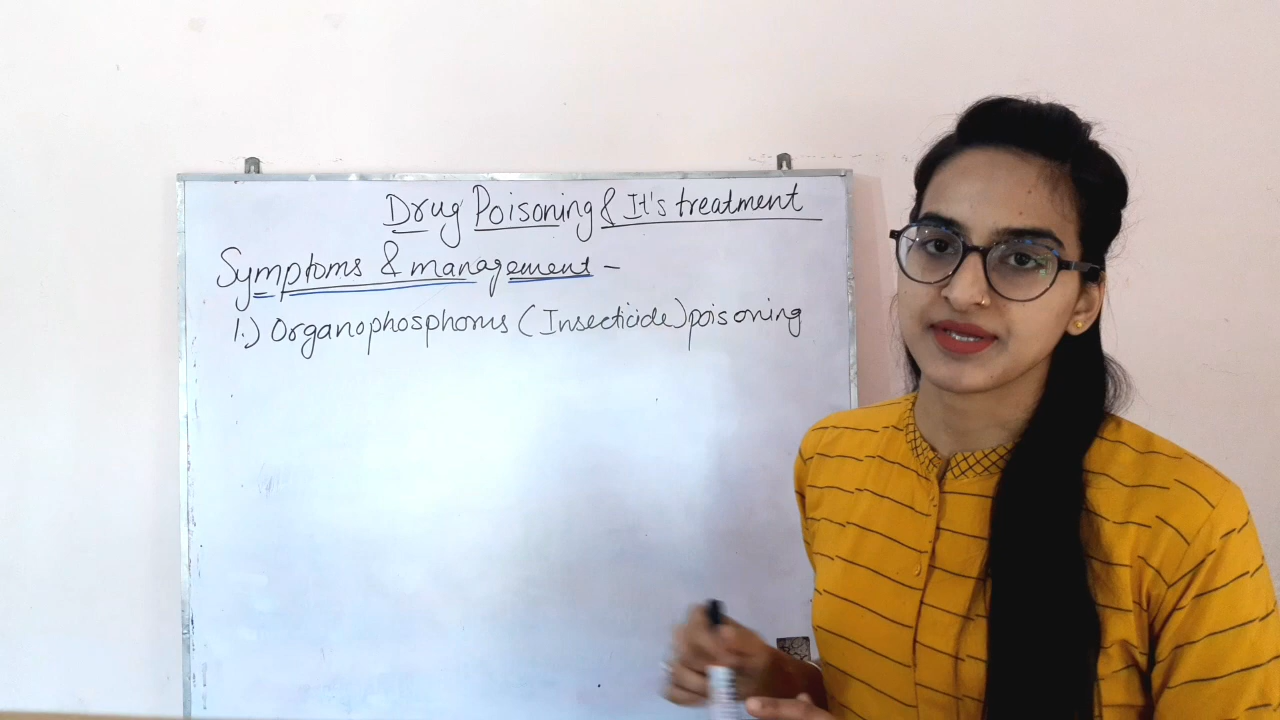 Drug Poisoning & It's treatment
Symptoms & management -
1.) Organophosphorus (Insecticide) poisoning